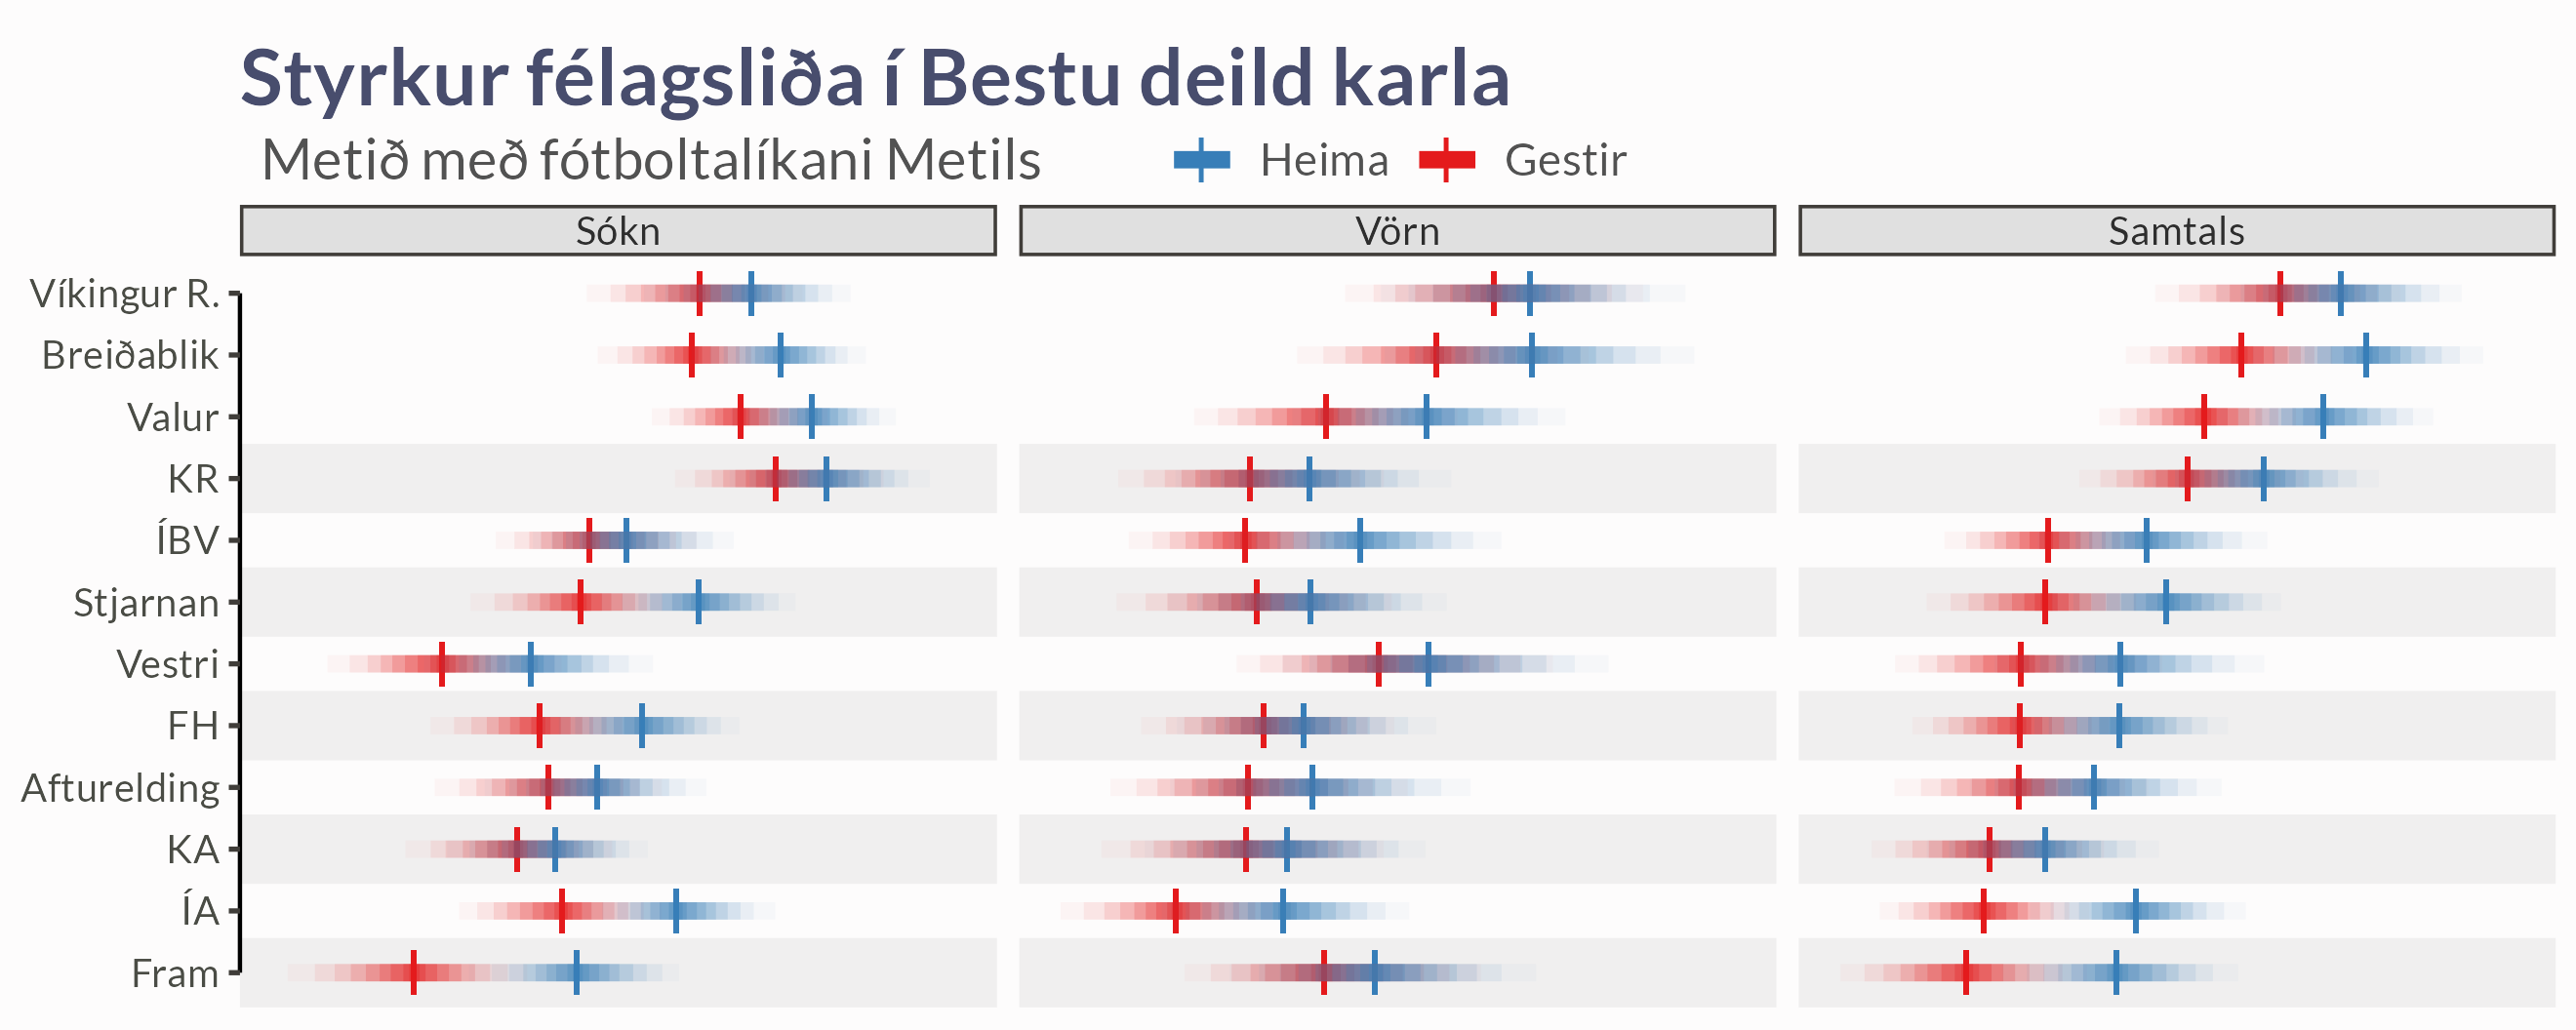 Styrkur félagsliða í Bestu deild karla
Metið með fótboltalíkani Metils
Heima
Gestir
Sókn
Vörn
Samtals
Víkingur R.
Breiðablik
Valur
KR
ÍBV
Stjarnan
Vestri
FH
Afturelding
KA
ÍA
Fram